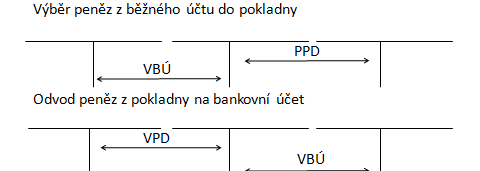 Výběr peněz z běžného účtu do pokladny
PPD
VBÚ
Odvod peněz z pokladny na bankovní účet
VPD
VBÚ